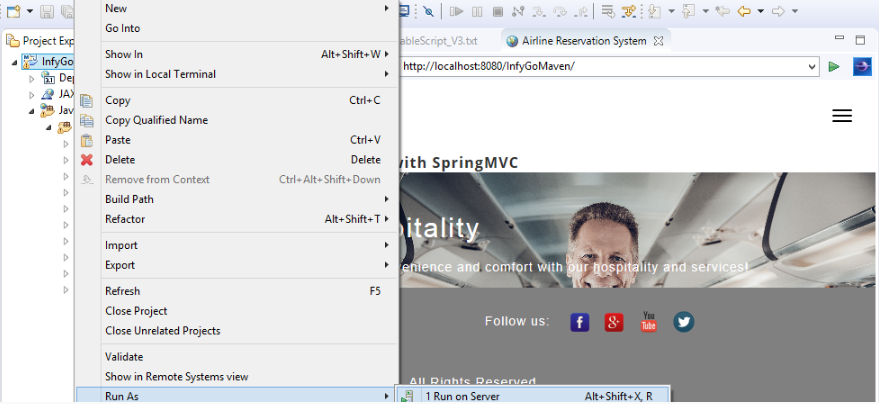 New
Go Into
Show In Alt+Shift+W
Show in Local Terminal
Copy Ctrl+C
Copy Qualified Name
Paste Ctrl+V
Delete Delete
Remove from Context Ctrl+Alt+Shift+Down
Build Path
Refactor Alt+Shift+T
Import
Export
Refresh F5
Close Project
Close Unrelated Projects
Validate
Show in Remote Systems view
Run As
1 Run on Server Alt+Shift+X, R
Project Exp
InfyGo
Dep
JAX
Jav
ableScript_V3.txt
Airline Reservation System
http://localhost:8080/InfyGoMaven/
with SpringMVC
pitality
enience and comfort with our hospitality and services!
Follow us:
You
Tube
All Rights Reserved